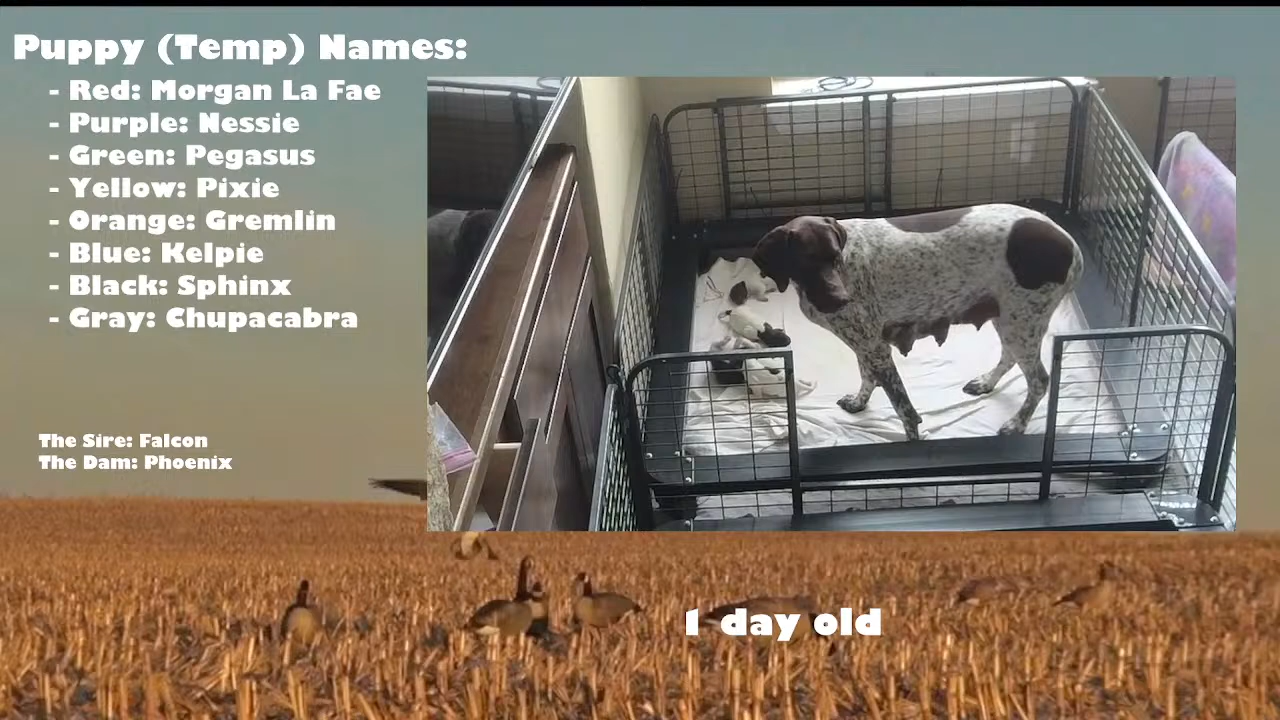 Puppy (Temp) Names:
- Red: Morgan La Fae
- Purple: Nessie
- Green: Pegasus
- Yellow: Pixie
- Orange: Gremlin
- Blue: Kelpie
- Black: Sphinx
- Gray: Chupacabra
The Sire: Falcon
The Dam: Phoenix
1 day old